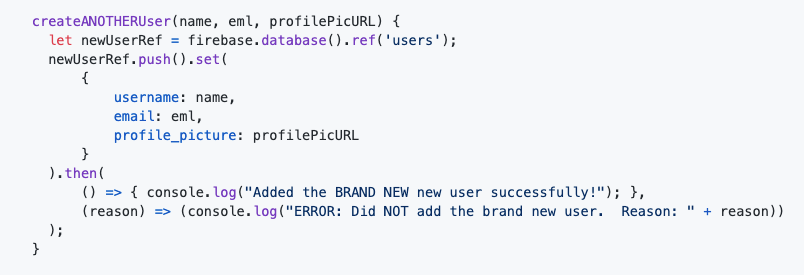 createANOTHERUser(name, eml, profilePicURL) {
let newUserRef = firebase.database().ref('users');
newUserRef.push().set(
{
username: name,
email: eml,
profile_picture: profilePicURL
}
).then(
() => { console.log("Added the BRAND NEW new user successfully!"); },
(reason) => (console.log("ERROR: Did NOT add the brand new user.  Reason: " + reason))
);
}